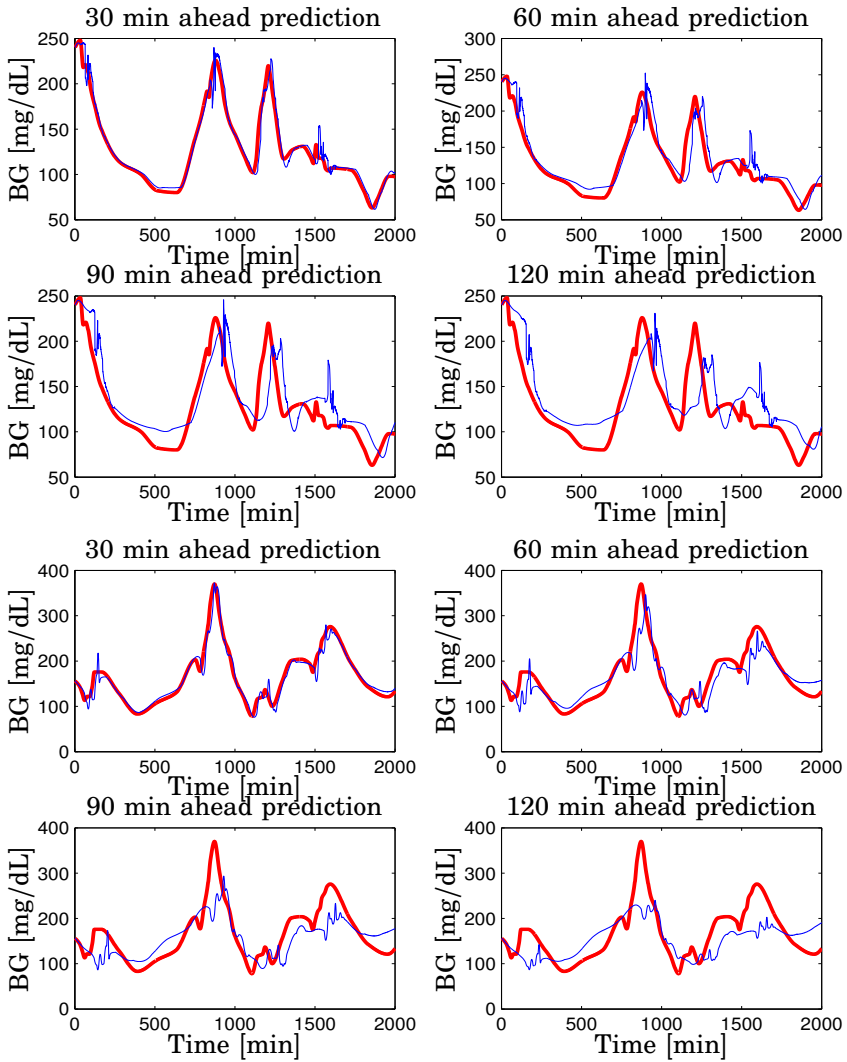 30 min ahead prediction
250
200
150
100
50
BG [mg/dL]
0 500 1000 1500 2000
Time [min]
60 min ahead prediction
300
250
200
150
100
50
BG [mg/dL]
0 500 1000 1500 2000
Time [min]
90 min ahead prediction
250
200
150
100
50
BG [mg/dL]
0 500 1000 1500 2000
Time [min]
120 min ahead prediction
250
200
150
100
50
BG [mg/dL]
0 500 1000 1500 2000
Time [min]
30 min ahead prediction
400
300
200
100
0
BG [mg/dL]
0 500 1000 1500 2000
Time [min]
60 min ahead prediction
400
300
200
100
0
BG [mg/dL]
0 500 1000 1500 2000
Time [min]
90 min ahead prediction
400
300
200
100
0
BG [mg/dL]
0 500 1000 1500 2000
Time [min]
120 min ahead prediction
400
300
200
100
0
BG [mg/dL]
0 500 1000 1500 2000
Time [min]